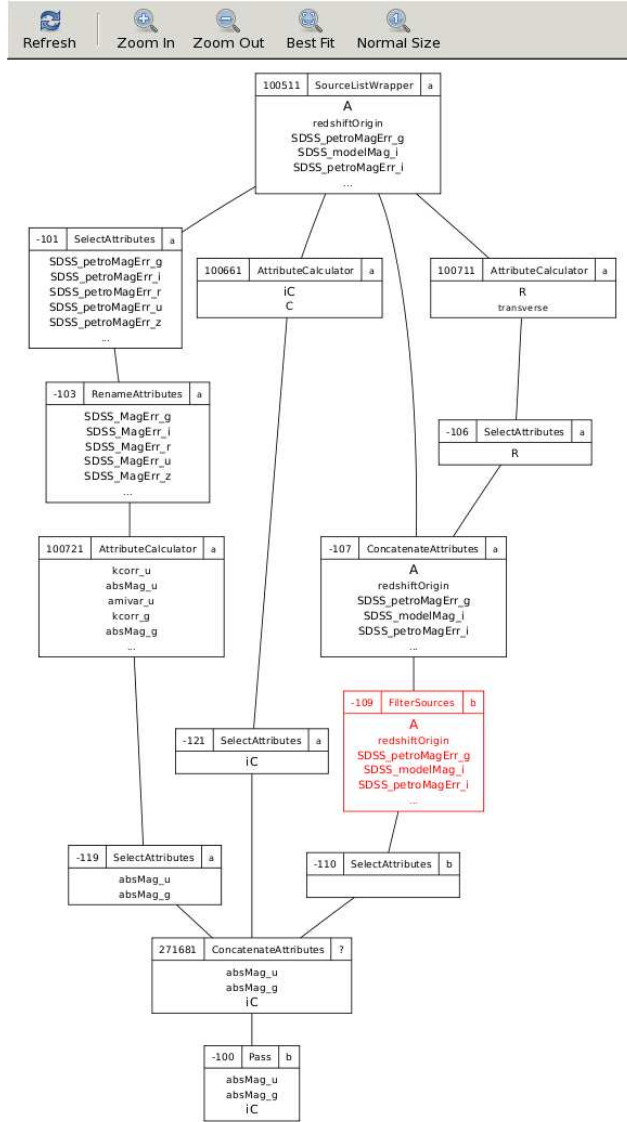 Refresh Zoom In Zoom Out Best Fit Normal Size
100511 SourceListWrapper a
A
redshiftOrigin
SDSS_petroMagErr_g
SDSS_modelMag_i
SDSS_petroMagErr_i
...
-101 SelectAttributes a
SDSS_petroMagErr_g
SDSS_petroMagErr_i
SDSS_petroMagErr_r
SDSS_petroMagErr_u
SDSS_petroMagErr_z
...
100661 AttributeCalculator a
iC
C
100711 AttributeCalculator a
R
transverse
-103 RenameAttributes a
SDSS_MagErr_g
SDSS_MagErr_i
SDSS_MagErr_r
SDSS_MagErr_u
SDSS_MagErr_z
...
-106 SelectAttributes a
R
100721 AttributeCalculator a
kcorr_u
absMag_u
amivar_u
kcorr_g
absMag_g
...
-107 ConcatenateAttributes a
A
redshiftOrigin
SDSS_petroMagErr_g
SDSS_modelMag_i
SDSS_petroMagErr_i
...
-109 FilterSources b
A
redshiftOrigin
SDSS_petroMagErr_g
SDSS_modelMag_i
SDSS_petroMagErr_i
...
-121 SelectAttributes a
iC
-119 SelectAttributes a
absMag_u
absMag_g
-110 SelectAttributes b
271681 ConcatenateAttributes ?
absMag_u
absMag_g
iC
-100 Pass b
absMag_u
absMag_g
iC